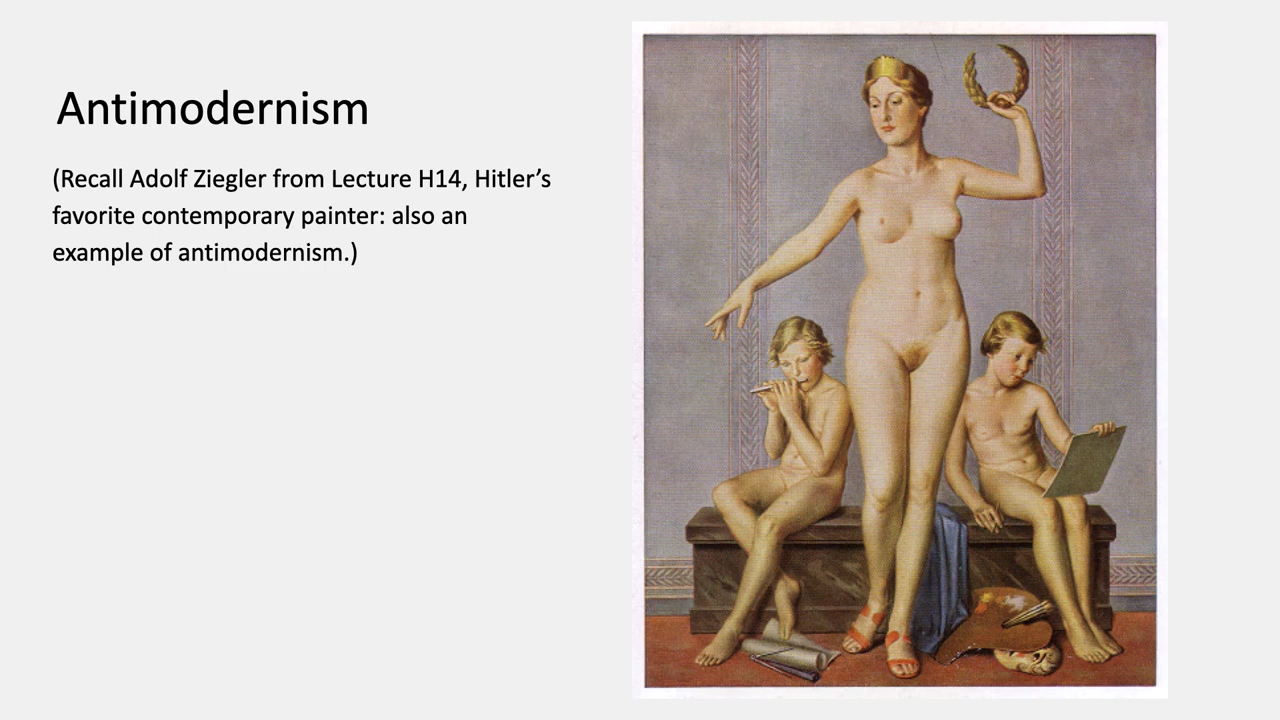 Antimodernism
(Recall Adolf Ziegler from Lecture H14, Hitler’s
favorite contemporary painter: also an
example of antimodernism.)